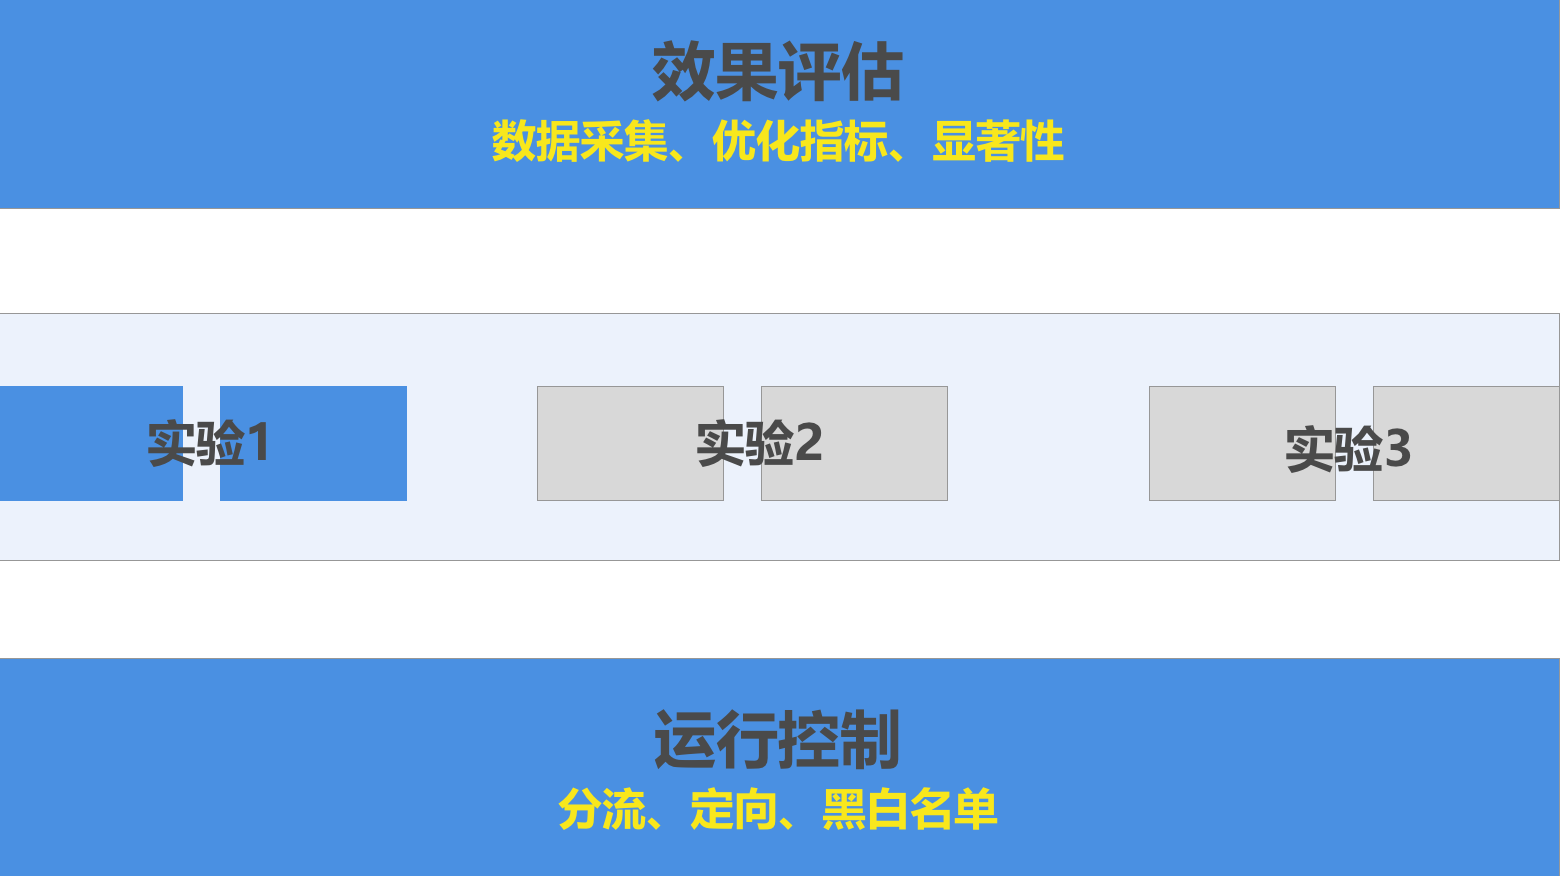 效果评估
数据采集、优化指标、显著性
实验1
实验2
实验3
运行控制
分流、定向、黑白名单